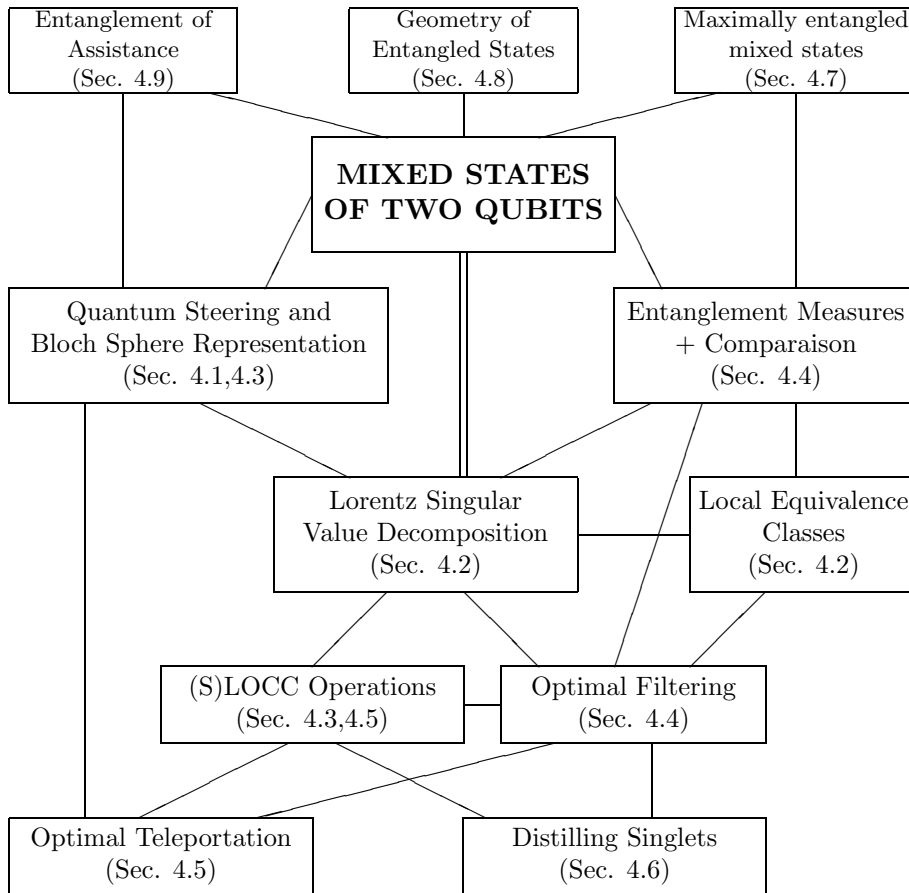 Entanglement of
Assistance
(Sec. 4.9)
Geometry of
Entangled States
(Sec. 4.8)
Maximally entangled
mixed states
(Sec. 4.7)
MIXED STATES
OF TWO QUBITS
Quantum Steering and
Bloch Sphere Representation
(Sec. 4.1,4.3)
Entanglement Measures
+ Comparaison
(Sec. 4.4)
Lorentz Singular
Value Decomposition
(Sec. 4.2)
Local Equivalence
Classes
(Sec. 4.2)
(S)LOCC Operations
(Sec. 4.3,4.5)
Optimal Filtering
(Sec. 4.4)
Optimal Teleportation
(Sec. 4.5)
Distilling Singlets
(Sec. 4.6)